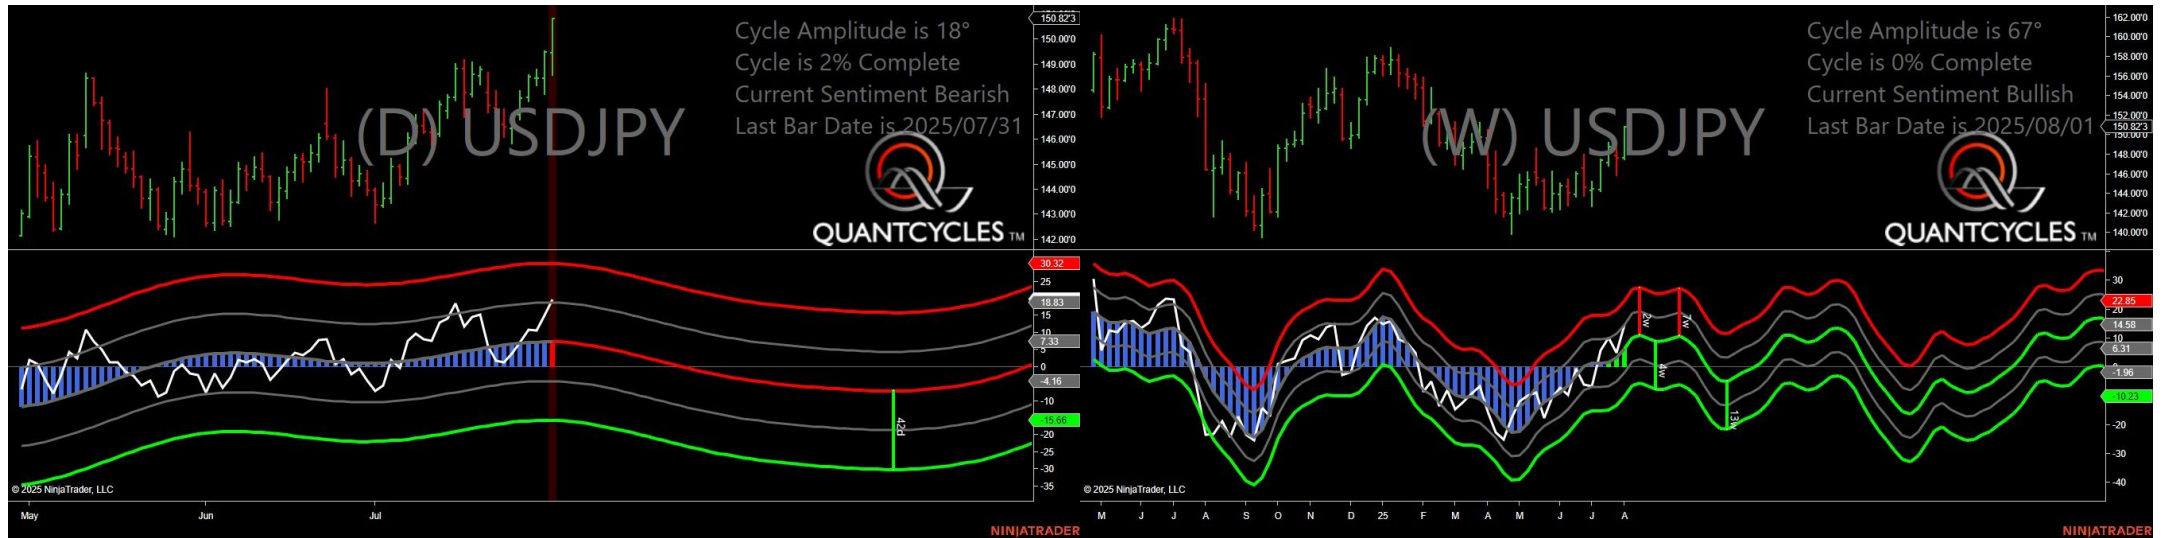 (D) USDJPY
Cycle Amplitude is 18°
Cycle is 2% Complete
Current Sentiment Bearish
Last Bar Date is 2025/07/31
QUANTCYCLES TM
150.82'3
150.00'0
149.00'0
148.00'0
147.00'0
146.00'0
145.00'0
144.00'0
143.00'0
142.00'0
30.32
25
18.83
15
10
7.33
5
0
-4.16
-10
-15.66
-20
-25
-30
-35
42d
© 2025 NinjaTrader, LLC
May Jun Jul
NINJATRADER
(W) USDJPY
Cycle Amplitude is 67°
Cycle is 0% Complete
Current Sentiment Bullish
Last Bar Date is 2025/08/01
QUANTCYCLES TM
162.00'0
160.00'0
158.00'0
156.00'0
154.00'0
152.00'0
150.82'3
150.00'0
148.00'0
146.00'0
144.00'0
142.00'0
140.00'0
30
22.85
20
14.58
10
6.31
-1.96
-10.23
-20
-30
-40
2w
7w
4w
13w
© 2025 NinjaTrader, LLC
M J J A S O N D 25 F M A M J J A
NINJATRADER